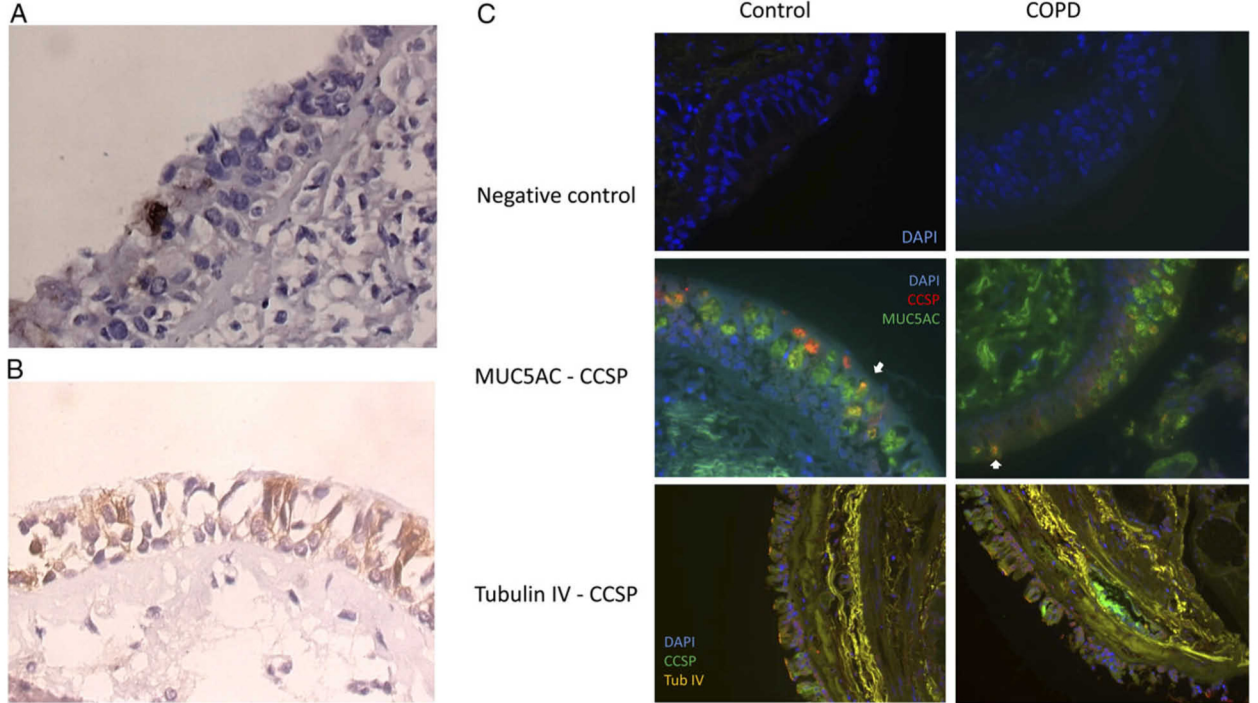 A
B
C
Control
COPD
Negative control
DAPI
MUC5AC - CCSP
DAPI
CCSP
MUC5AC
Tubulin IV - CCSP
DAPI
CCSP
Tub IV